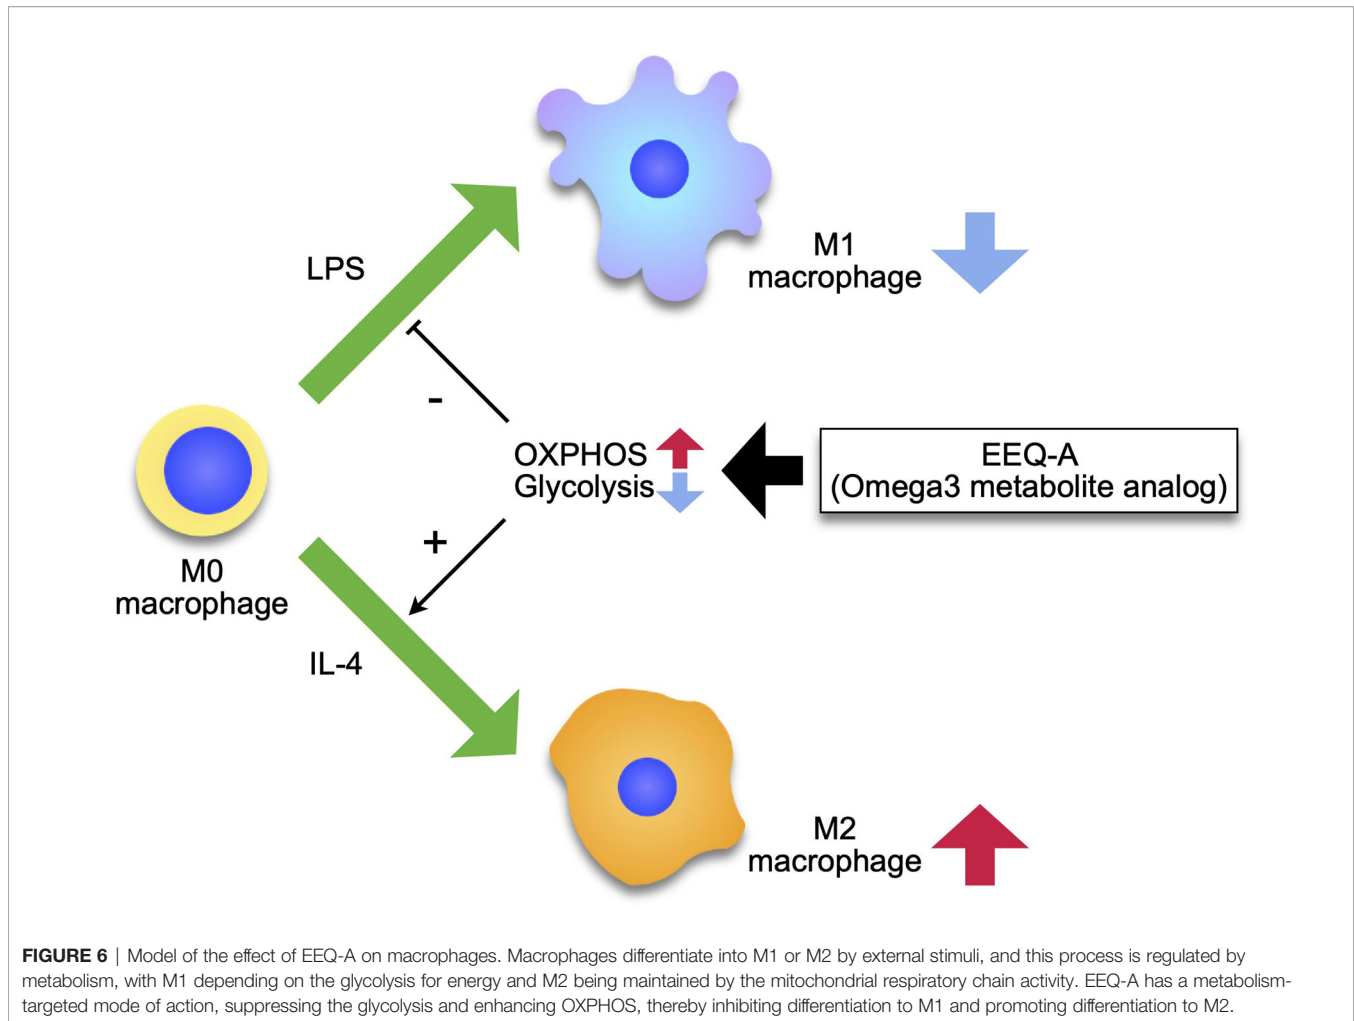 M1
macrophage
LPS
-
OXPHOS
Glycolysis
EEQ-A
(Omega3 metabolite analog)
+
M0
macrophage
IL-4
M2
macrophage
FIGURE 6 | Model of the effect of EEQ-A on macrophages. Macrophages differentiate into M1 or M2 by external stimuli, and this process is regulated by
metabolism, with M1 depending on the glycolysis for energy and M2 being maintained by the mitochondrial respiratory chain activity. EEQ-A has a metabolism-
targeted mode of action, suppressing the glycolysis and enhancing OXPHOS, thereby inhibiting differentiation to M1 and promoting differentiation to M2.